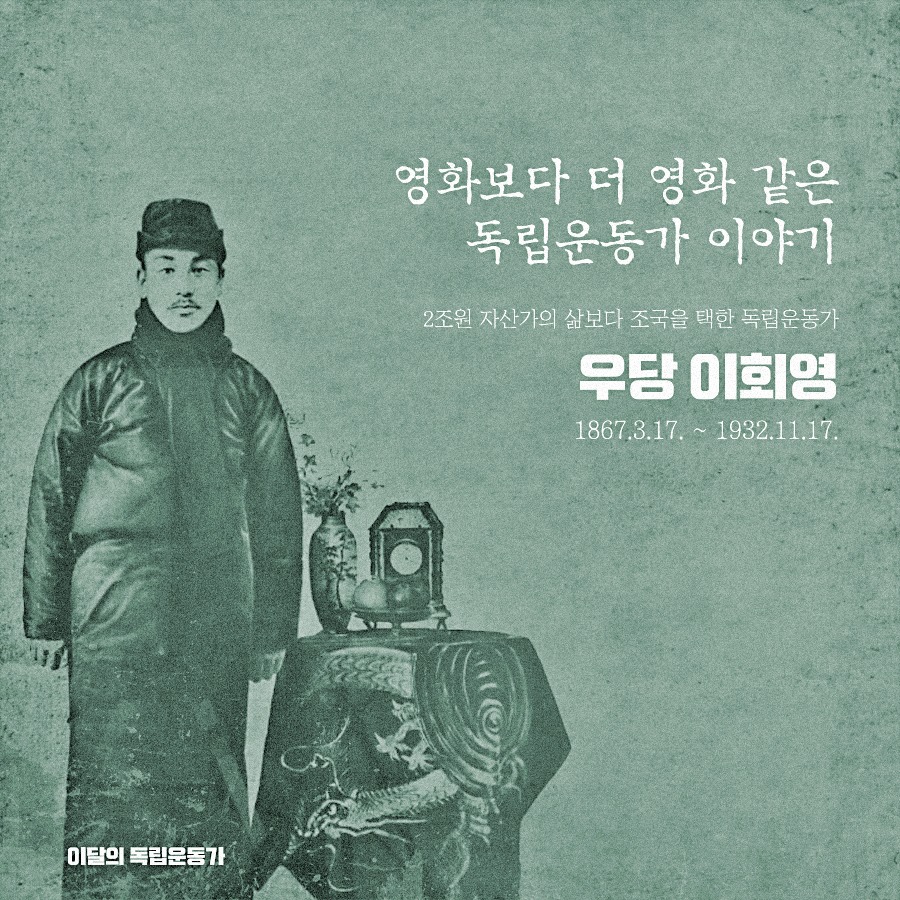 영화보다 더 영화 같은
독립운동가 이야기
2조원 자산가의 삶보다 조국을 택한 독립운동가
우당 이회영
1867.3.17. ~ 1932.11.17.
이달의 독립운동가